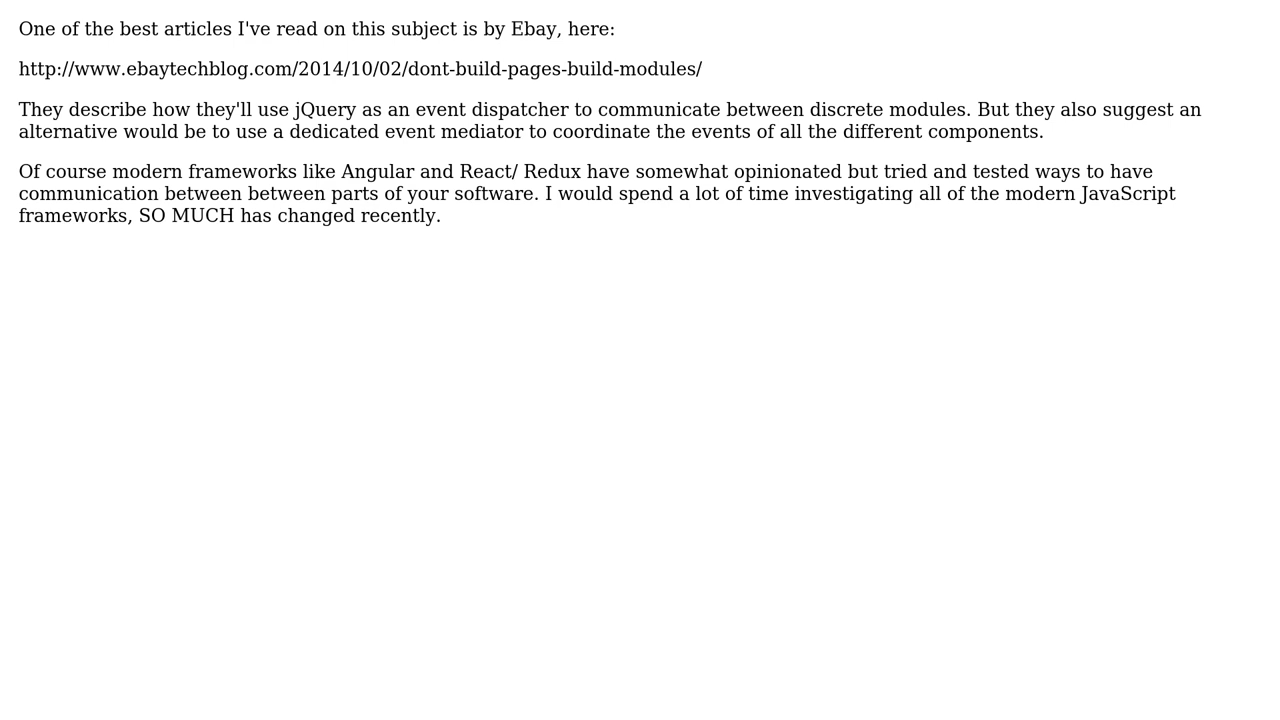 One of the best articles I've read on this subject is by Ebay, here:
http://www.ebaytechblog.com/2014/10/02/dont-build-pages-build-modules/
They describe how they'll use jQuery as an event dispatcher to communicate between discrete modules. But they also suggest an
alternative would be to use a dedicated event mediator to coordinate the events of all the different components.
Of course modern frameworks like Angular and React/ Redux have somewhat opinionated but tried and tested ways to have
communication between between parts of your software. I would spend a lot of time investigating all of the modern JavaScript
frameworks, SO MUCH has changed recently.